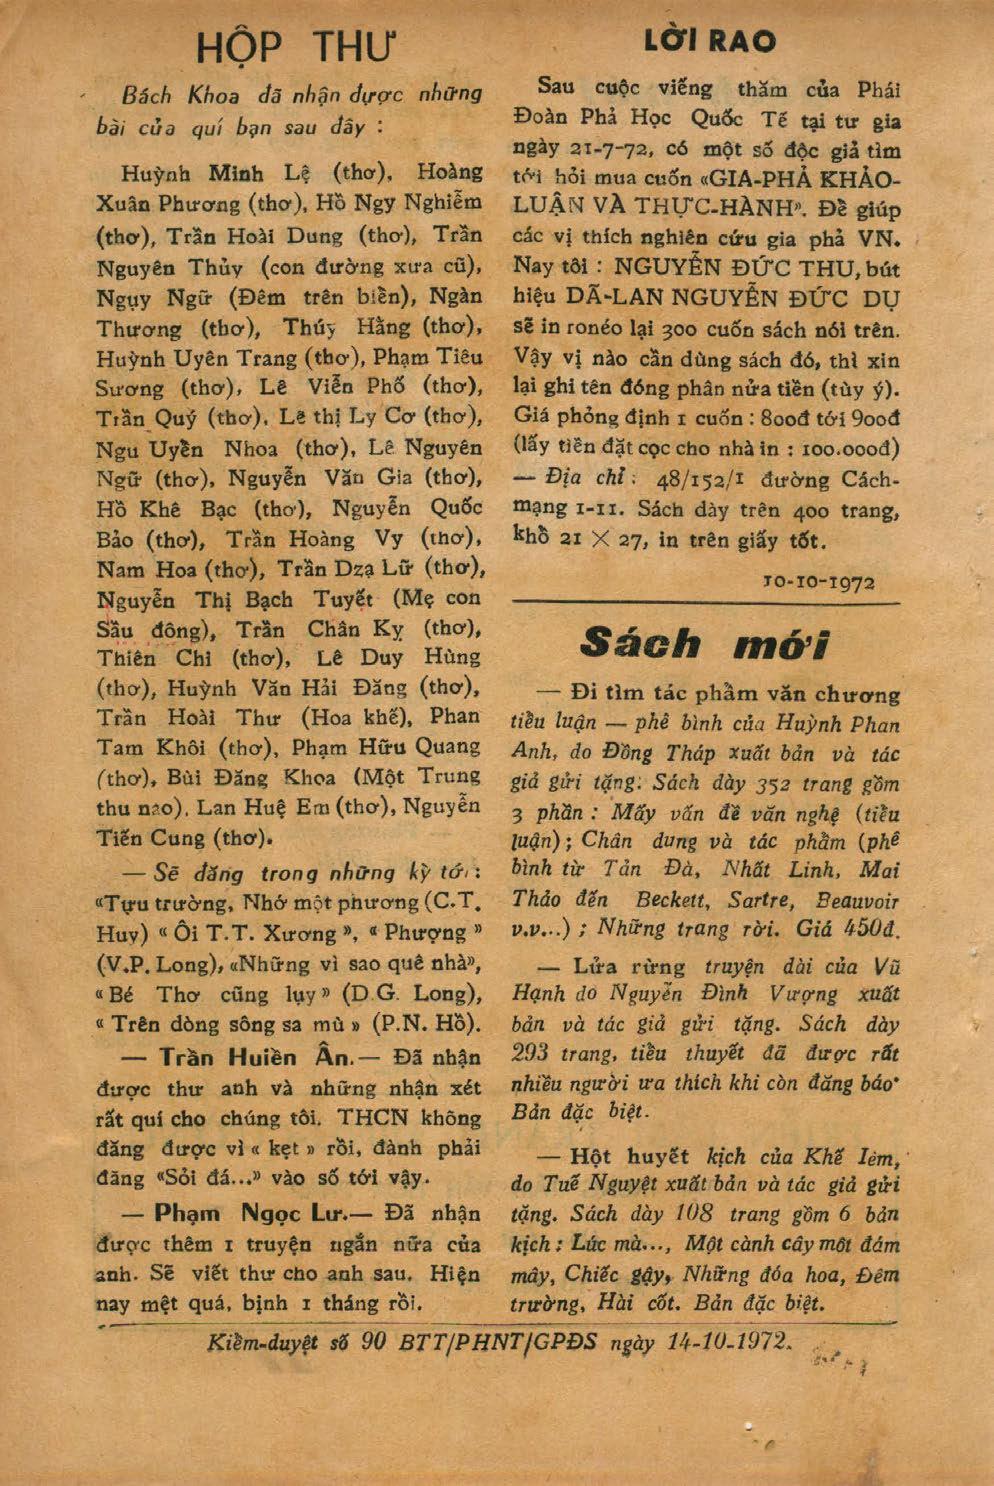 HỘP THƯ
Bách Khoa đã nhận được những
bài của quí bạn sau đây :
Huỳnh Minh Lệ (thơ), Hoàng
Xuân Phương (thơ), Hồ Ngy Nghiễm
(thơ), Trần Hoài Dung (thơ), Trần
Nguyên Thủy (con đường xưa cũ),
Ngụy Ngữ (Đêm trên biển), Ngàn
Thương (thơ), Thúy Hằng (thơ),
Huỳnh Uyên Trang (thơ), Phạm Tiêu
Sương (thơ), Lê Viễn Phố (thơ),
Trần Quý (thơ), Lê thị Ly Cơ (thơ),
Ngu Uyển Nhoa (thơ), Lê Nguyên
Ngữ (thơ), Nguyễn Văn Gia (thơ),
Hồ Khê Bạc (thơ), Nguyễn Quốc
Bảo (thơ), Trần Hoàng Vy (thơ),
Nam Hoa (thơ), Trần Dzạ Lữ (thơ),
Nguyễn Thị Bạch Tuyết (Mẹ con
Sầu đông), Trần Chân Kỵ (thơ),
Thiên Chi (thơ), Lê Duy Hùng
(thơ), Huỳnh Văn Hải Đăng (thơ),
Trần Hoài Thư (Hoa khế), Phan
Tam Khôi (thơ), Phạm Hữu Quang
(thơ), Bùi Đăng Khoa (Một Trung
thu nào), Lan Huệ Em (thơ), Nguyễn
Tiến Cung (thơ).
— Sẽ đăng trong những kỳ tới :
«Tựu trường, Nhớ một phương (C.T.
Huy) « Ôi T.T. Xương », « Phượng »
(V.P. Long), «Những vì sao quê nhà»,
« Bé Thơ cũng lụy » (D.G. Long),
« Trên dòng sông sa mù » (P.N. Hồ).
— Trần Huiền Ân.— Đã nhận
được thư anh và những nhận xét
rất quí cho chúng tôi. THCN không
đăng được vì « kẹt » rồi, đành phải
đăng «Sỏi đá...» vào số tới vậy.
— Phạm Ngọc Lư.— Đã nhận
được thêm 1 truyện ngắn nữa của
anh. Sẽ viết thư cho anh sau. Hiện
nay mệt quá, bịnh 1 tháng rồi.
LỜI RAO
Sau cuộc viếng thăm của Phái
Đoàn Phả Học Quốc Tế tại tư gia
ngày 21-7-72, có một số độc giả tìm
tới hỏi mua cuốn «GIA-PHẢ KHẢO-
LUẬN VÀ THỰC-HÀNH». Để giúp
các vị thích nghiên cứu gia phả VN.
Nay tôi : NGUYỄN ĐỨC THU, bút
hiệu DÃ-LAN NGUYỄN ĐỨC DỤ
sẽ in ronéo lại 300 cuốn sách nói trên.
Vậy vị nào cần dùng sách đó, thì xin
lại ghi tên đóng phân nửa tiền (tùy ý).
Giá phỏng định 1 cuốn : 800đ tới 900đ
(lấy tiền đặt cọc cho nhà in : 100.000đ)
— Địa chỉ : 48/152/1 đường Cách-
mạng 1-11. Sách dày trên 400 trang,
khổ 21 X 27, in trên giấy tốt.
10-10-1972
Sách mới
— Đi tìm tác phẩm văn chương
tiểu luận — phê bình của Huỳnh Phan
Anh, do Đồng Tháp xuất bản và tác
giả gửi tặng. Sách dày 352 trang gồm
3 phần : Mấy vấn đề văn nghệ (tiểu
luận) ; Chân dung và tác phẩm (phê
bình từ Tản Đà, Nhất Linh, Mai
Thảo đến Beckett, Sartre, Beauvoir
v.v...) ; Những trang rời. Giá 450đ.
— Lửa rừng truyện dài của Vũ
Hạnh do Nguyễn Đình Vượng xuất
bản và tác giả gửi tặng. Sách dày
293 trang, tiểu thuyết đã được rất
nhiều người ưa thích khi còn đăng báo.
Bản đặc biệt.
— Hột huyết kịch của Khế Iêm,
do Tuế Nguyệt xuất bản và tác giả gửi
tặng. Sách dày 108 trang gồm 6 bản
kịch : Lúc mà..., Một cành cây một đám
mây, Chiếc gậy, Những đóa hoa, Đêm
trường, Hài cốt. Bản đặc biệt.
Kiểm-duyệt số 90 BTT/PHNT/GPĐS ngày 14-10-1972.